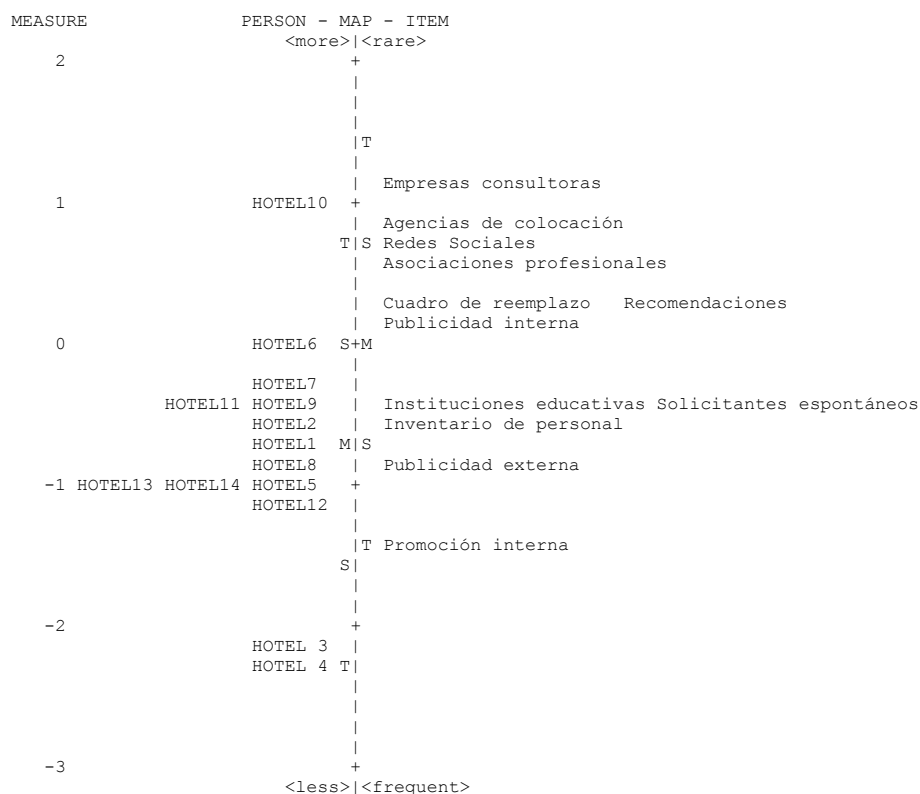 MEASURE PERSON - MAP - ITEM
<more>|<rare>
2 +
|
|
|
|T
|
| Empresas consultoras
1 HOTEL10 +
| Agencias de colocación
T|S Redes Sociales
| Asociaciones profesionales
|
| Cuadro de reemplazo Recomendaciones
| Publicidad interna
0 HOTEL6 S+M
|
HOTEL7 |
HOTEL11 HOTEL9 | Instituciones educativas Solicitantes espontáneos
HOTEL2 | Inventario de personal
HOTEL1 M|S
HOTEL8 | Publicidad externa
-1 HOTEL13 HOTEL14 HOTEL5 +
HOTEL12 |
|
|T Promoción interna
S|
|
|
-2 +
HOTEL 3 |
HOTEL 4 T|
|
|
|
|
-3 +
<less>|<frequent>